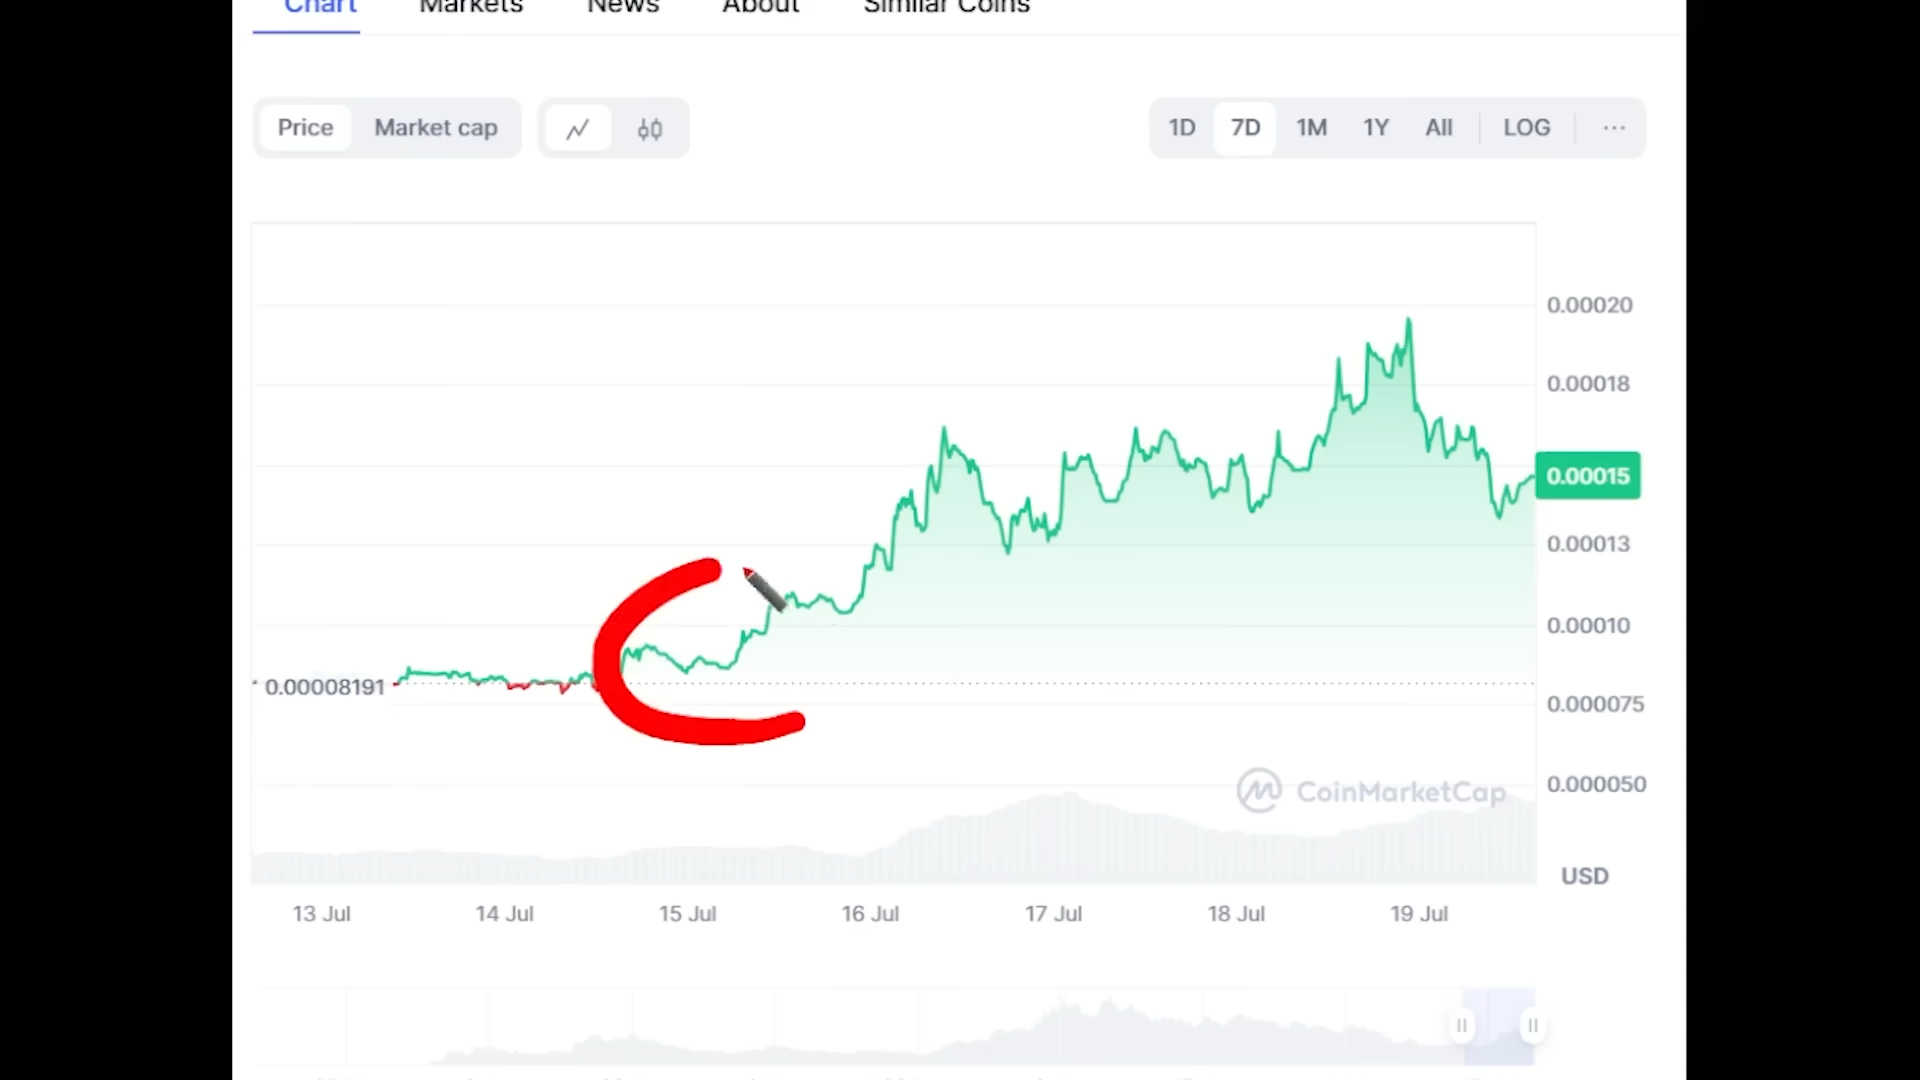 Chart Markets News About Similar Coins
Price Market cap 1D 7D 1M 1Y All LOG ...
0.00020
0.00018
0.00015
0.00013
0.00010
0.00008191
0.000075
CoinMarketCap
0.000050
USD
13 Jul 14 Jul 15 Jul 16 Jul 17 Jul 18 Jul 19 Jul